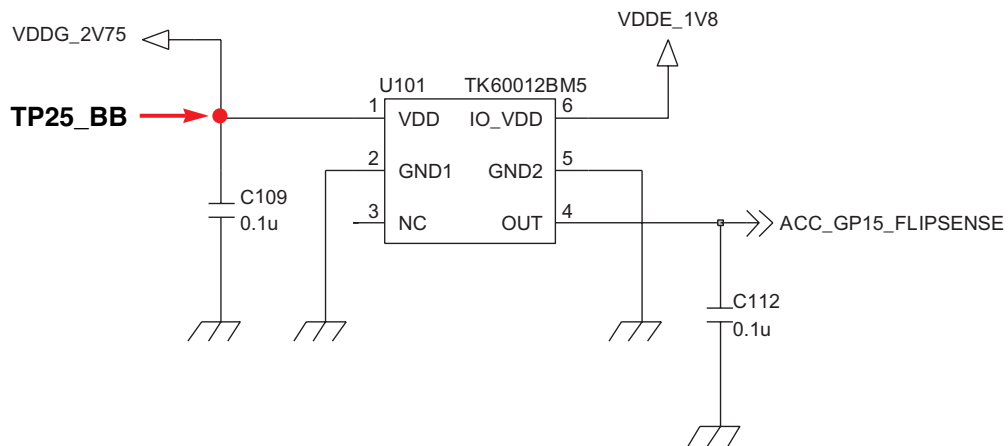 VDDG_2V75
VDDE_1V8
U101 TK60012BM5
TP25_BB
1 VDD IO_VDD 6
2 GND1 GND2 5
3 NC OUT 4
C109
0.1u
ACC_GP15_FLIPSENSE
C112
0.1u